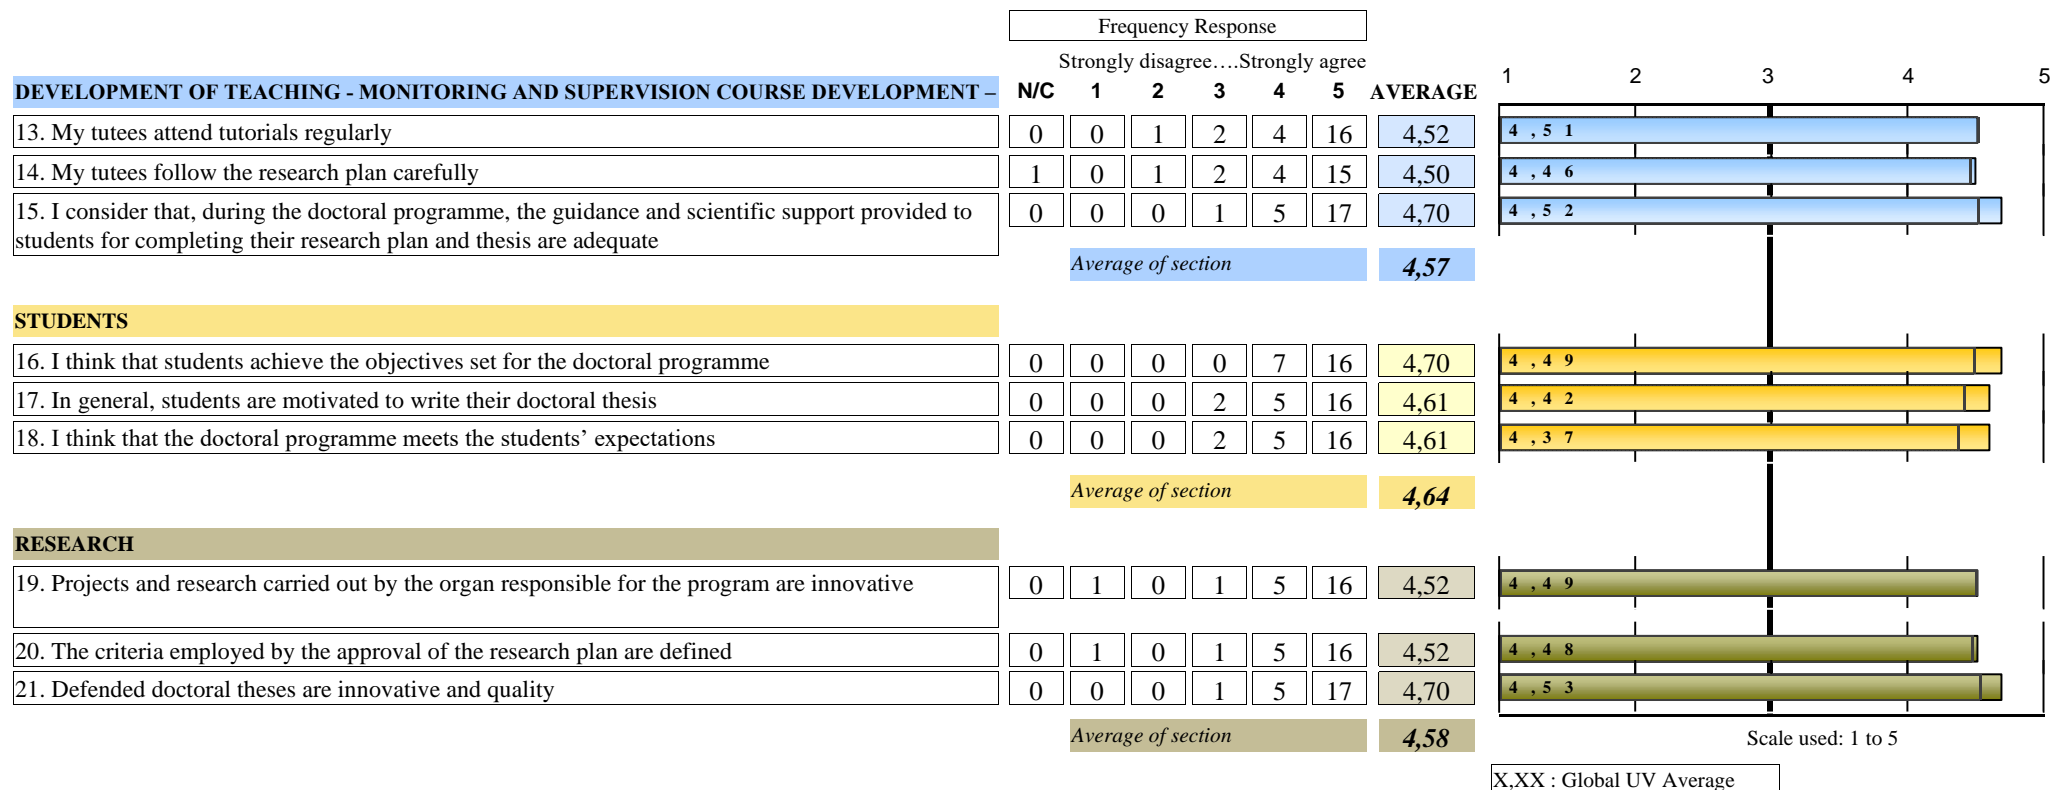 Frequency Response
Strongly disagree….Strongly agree
DEVELOPMENT OF TEACHING - MONITORING AND SUPERVISION COURSE DEVELOPMENT – N/C 1 2 3 4 5 AVERAGE 1 2 3 4 5
13. My tutees attend tutorials regularly 0 0 1 2 4 16 4,52 4,51
14. My tutees follow the research plan carefully 1 0 1 2 4 15 4,50 4,46
15. I consider that, during the doctoral programme, the guidance and scientific support provided to 0 0 0 1 5 17 4,70 4,52
students for completing their research plan and thesis are adequate
Average of section 4,57
STUDENTS
16. I think that students achieve the objectives set for the doctoral programme 0 0 0 0 7 16 4,70 4,49
17. In general, students are motivated to write their doctoral thesis 0 0 0 2 5 16 4,61 4,42
18. I think that the doctoral programme meets the students’ expectations 0 0 0 2 5 16 4,61 4,37
Average of section 4,64
RESEARCH
19. Projects and research carried out by the organ responsible for the program are innovative 0 1 0 1 5 16 4,52 4,49
20. The criteria employed by the approval of the research plan are defined 0 1 0 1 5 16 4,52 4,48
21. Defended doctoral theses are innovative and quality 0 0 0 1 5 17 4,70 4,53
Average of section 4,58
Scale used: 1 to 5
X,XX : Global UV Average